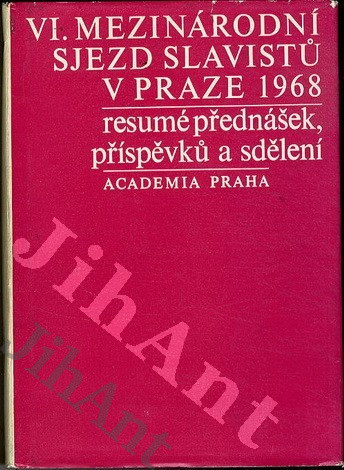 VI. MEZINÁRODNÍ
SJEZD SLAVISTŮ
V PRAZE 1968
resumé přednášek,
příspěvků a sdělení
ACADEMIA PRAHA
JihAnt
JihAnt